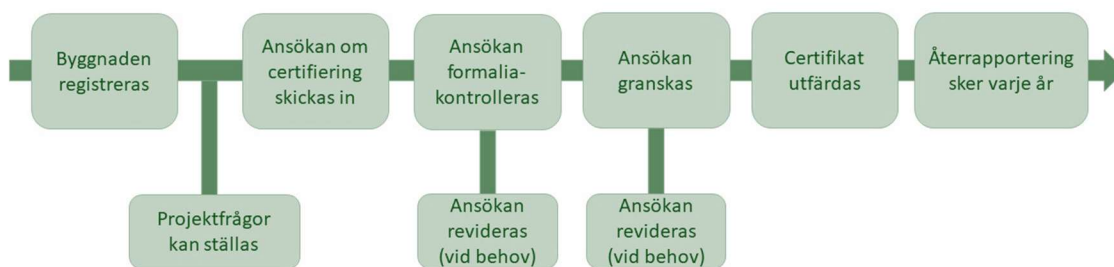 Byggnaden
registreras
Ansökan om
certifiering
skickas in
Ansökan
formalia-
kontrolleras
Ansökan
granskas
Certifikat
utfärdas
Återrapportering
sker varje år
Projektfrågor
kan ställas
Ansökan
revideras
(vid behov)
Ansökan
revideras
(vid behov)